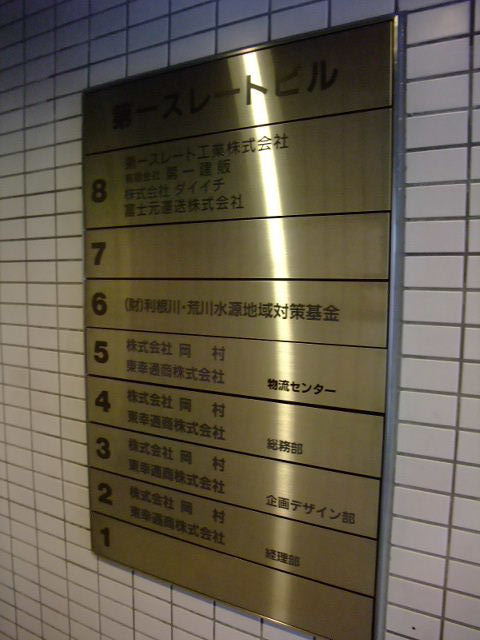 第一スレートビル
8 第一スレート工業株式会社
有限会社 第一建販
株式会社 ダイイチ
富士元運送株式会社
7
6 (財)利根川・荒川水源地域対策基金
5 株式会社 岡 村
東幸通商株式会社 物流センター
4 株式会社 岡 村
東幸通商株式会社 総務部
3 株式会社 岡 村
東幸通商株式会社 企画デザイン部
2 株式会社 岡 村
東幸通商株式会社 経理部
1